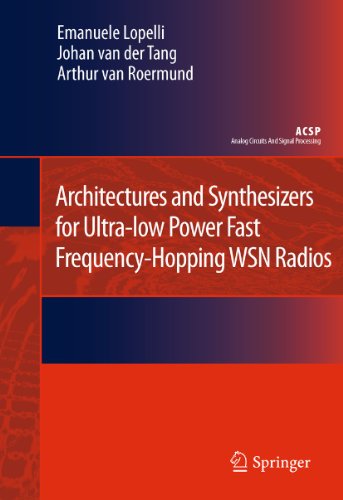 Emanuele Lopelli
Johan van der Tang
Arthur van Roermund
ACSP
Analog Circuits And Signal Processing
Architectures and Synthesizers
for Ultra-low Power Fast
Frequency-Hopping WSN Radios
Springer